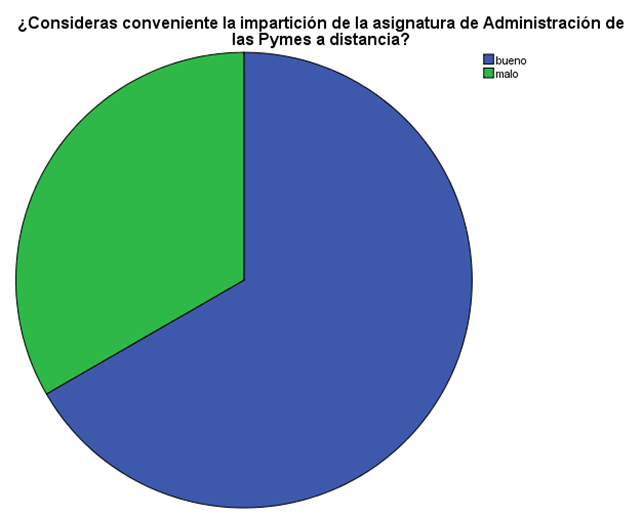 ¿Consideras conveniente la impartición de la asignatura de Administración de
las Pymes a distancia?
bueno
malo